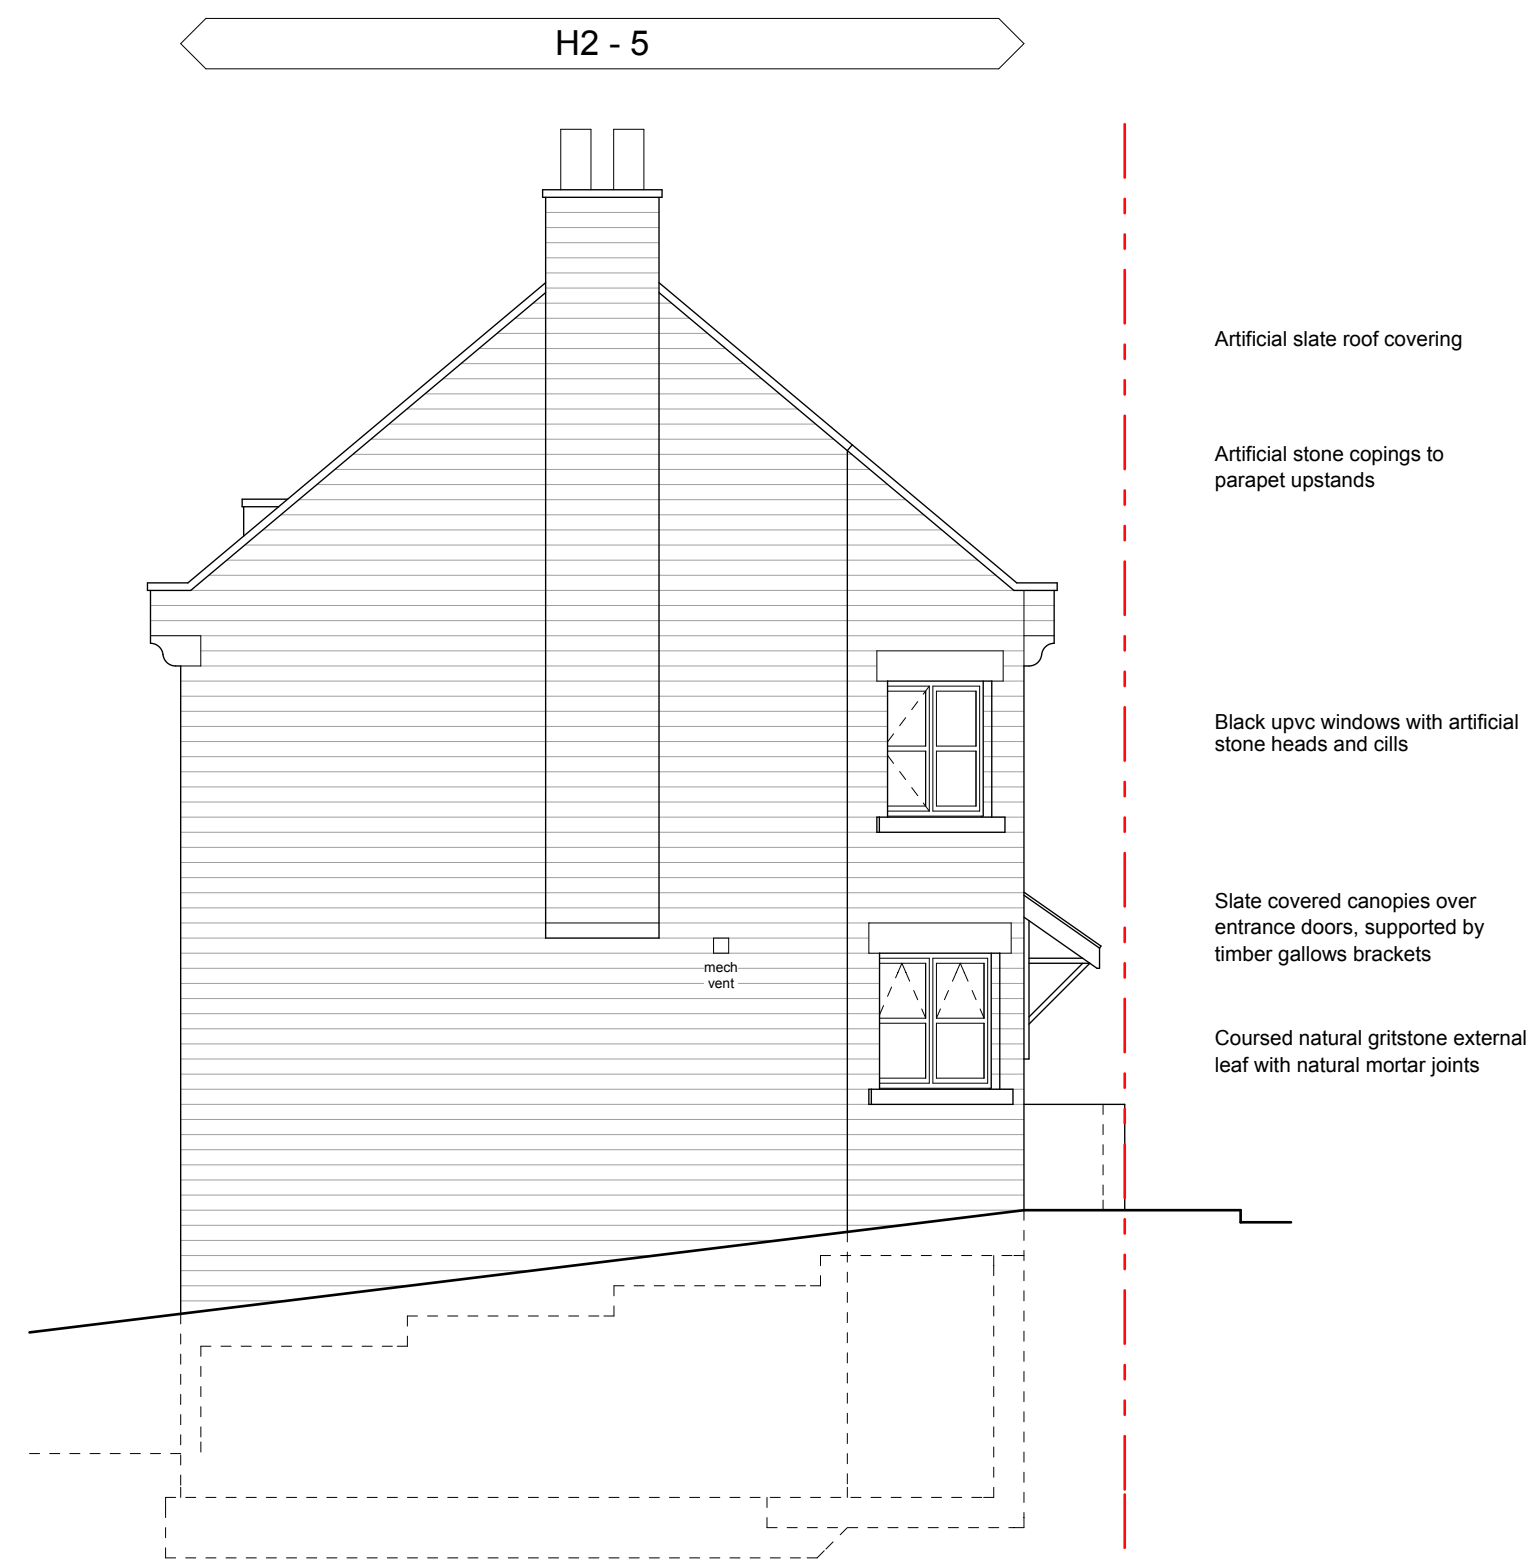 H2 - 5
Artificial slate roof covering
Artificial stone copings to
parapet upstands
Black upvc windows with artificial
stone heads and cills
Slate covered canopies over
entrance doors, supported by
timber gallows brackets
mech
vent
Coursed natural gritstone external
leaf with natural mortar joints